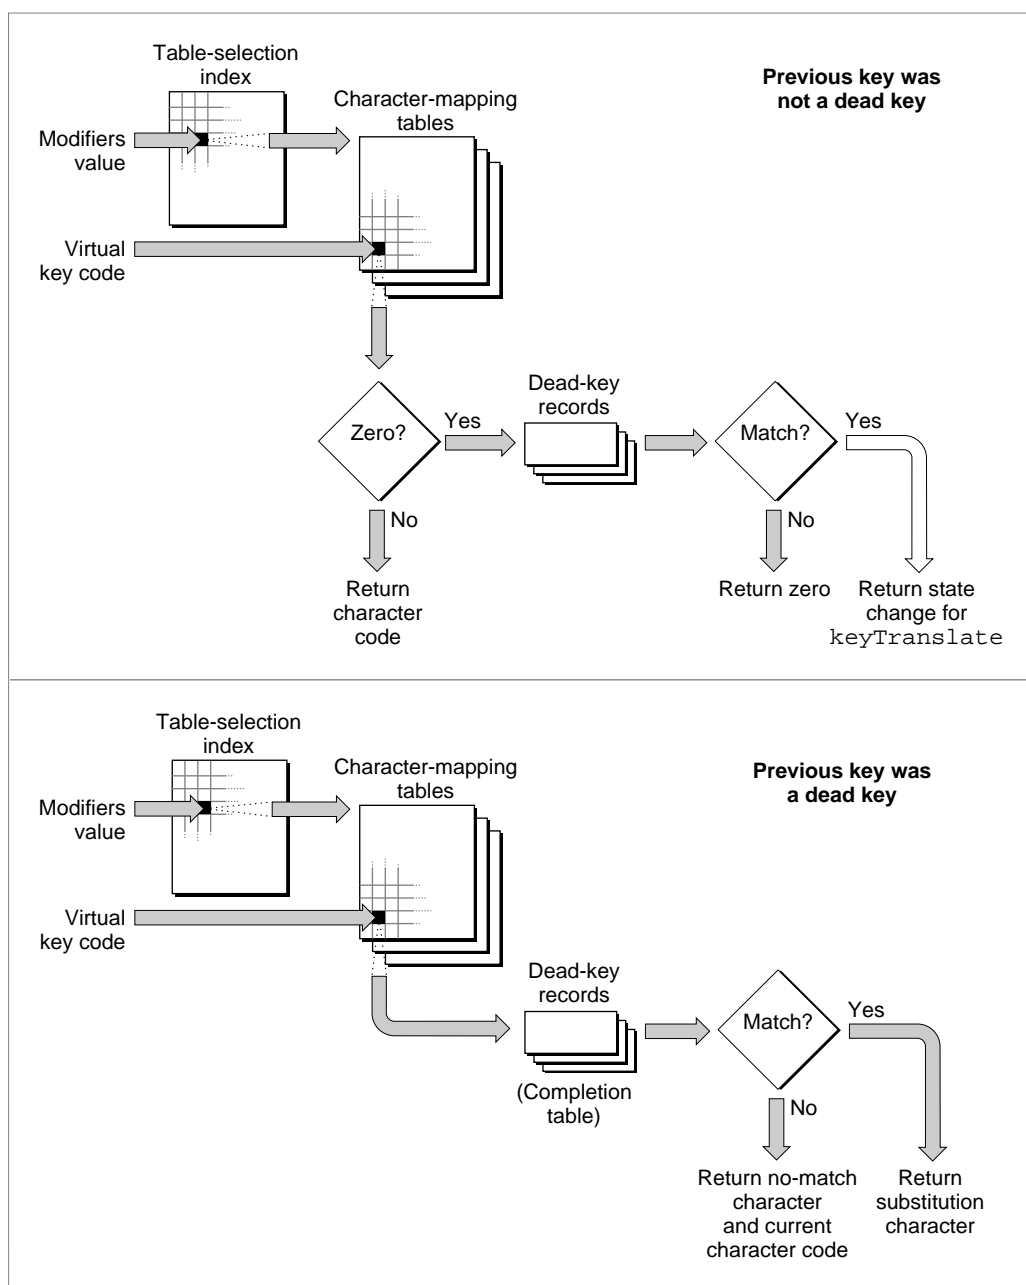 Table-selection
index
Previous key was
not a dead key
Character-mapping
tables
Modifiers
value
Virtual
key code
Dead-key
records
Zero?
Yes
Match?
Yes
No
No
Return
character
code
Return zero
Return state
change for
keyTranslate
Table-selection
index
Previous key was
a dead key
Character-mapping
tables
Modifiers
value
Virtual
key code
Dead-key
records
Match?
Yes
(Completion
table)
No
Return no-match
character
and current
character code
Return
substitution
character